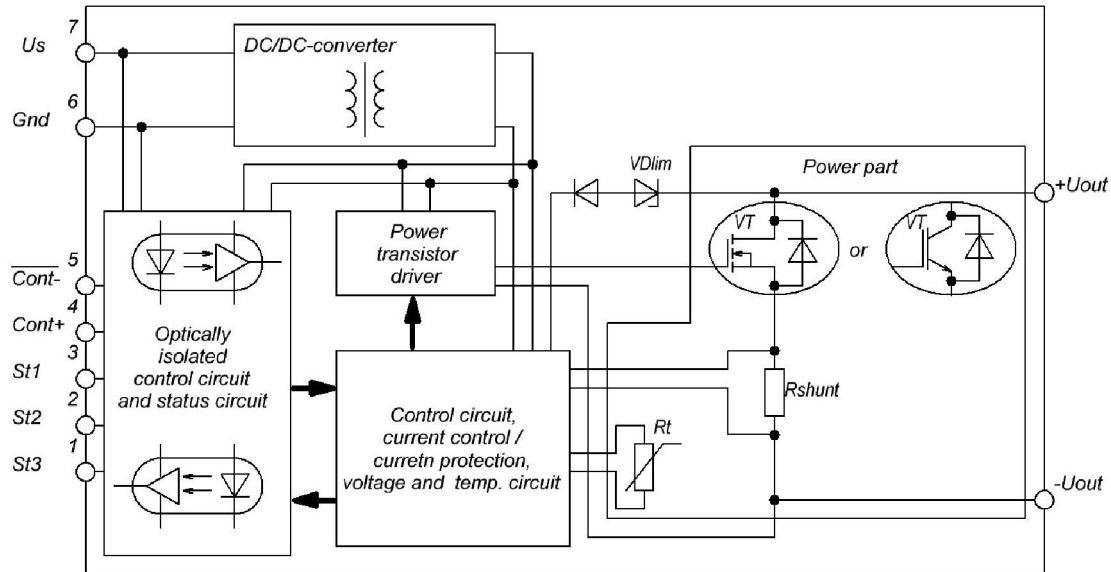 7
Us
DC/DC-converter
6
Gnd
VDlim
Power part
+Uout
Power
transistor
driver
VT
or
VT
5
Cont-
4
Cont+
3
St1
2
St2
1
St3
Optically
isolated
control circuit
and status circuit
Control circuit,
current control /
curretn protection,
voltage and temp. circuit
Rshunt
Rt
-Uout